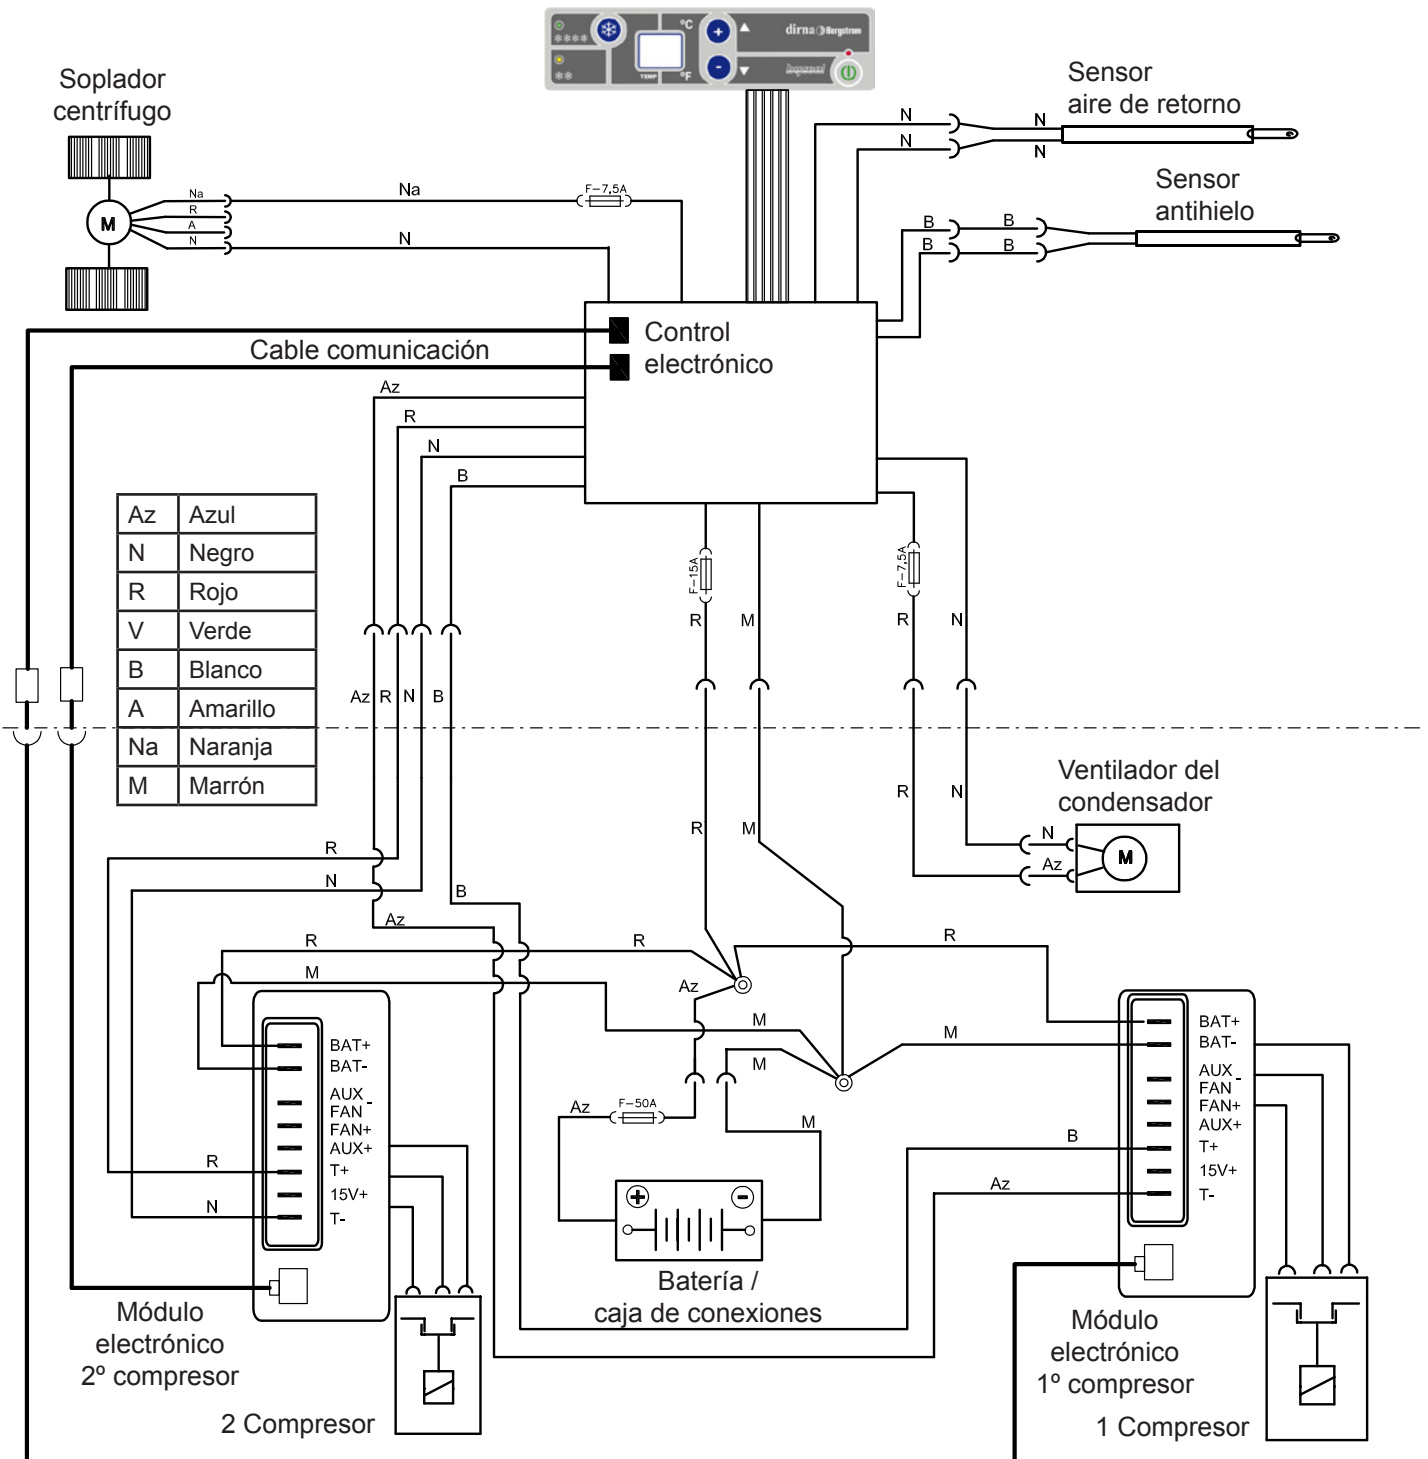 °C
dirna Bergstrom
TEMP
°F
Soplador
centrífugo
Sensor
aire de retorno
Sensor
antihielo
N
N
N
N
B
B
B
B
Na
R
A
N
M
Na
F-7,5A
N
Control
electrónico
Cable comunicación
Az
R
N
B
Az Azul
N Negro
R Rojo
V Verde
B Blanco
A Amarillo
Na Naranja
M Marrón
F-15A
F-7,5A
R
M
R
N
Az
R
N
B
Ventilador del
condensador
R
N
R
M
N
Az
M
R
N
B
Az
R
R
R
M
Az
M
M
M
BAT+
BAT-
AUX
FAN -
FAN+
AUX+
T+
15V+
T-
R
N
BAT+
BAT-
AUX
FAN -
FAN+
AUX+
T+
15V+
T-
B
Az
Az
F-50A
M
+
-
Batería /
caja de conexiones
Módulo
electrónico
2º compresor
2 Compresor
Módulo
electrónico
1º compresor
1 Compresor